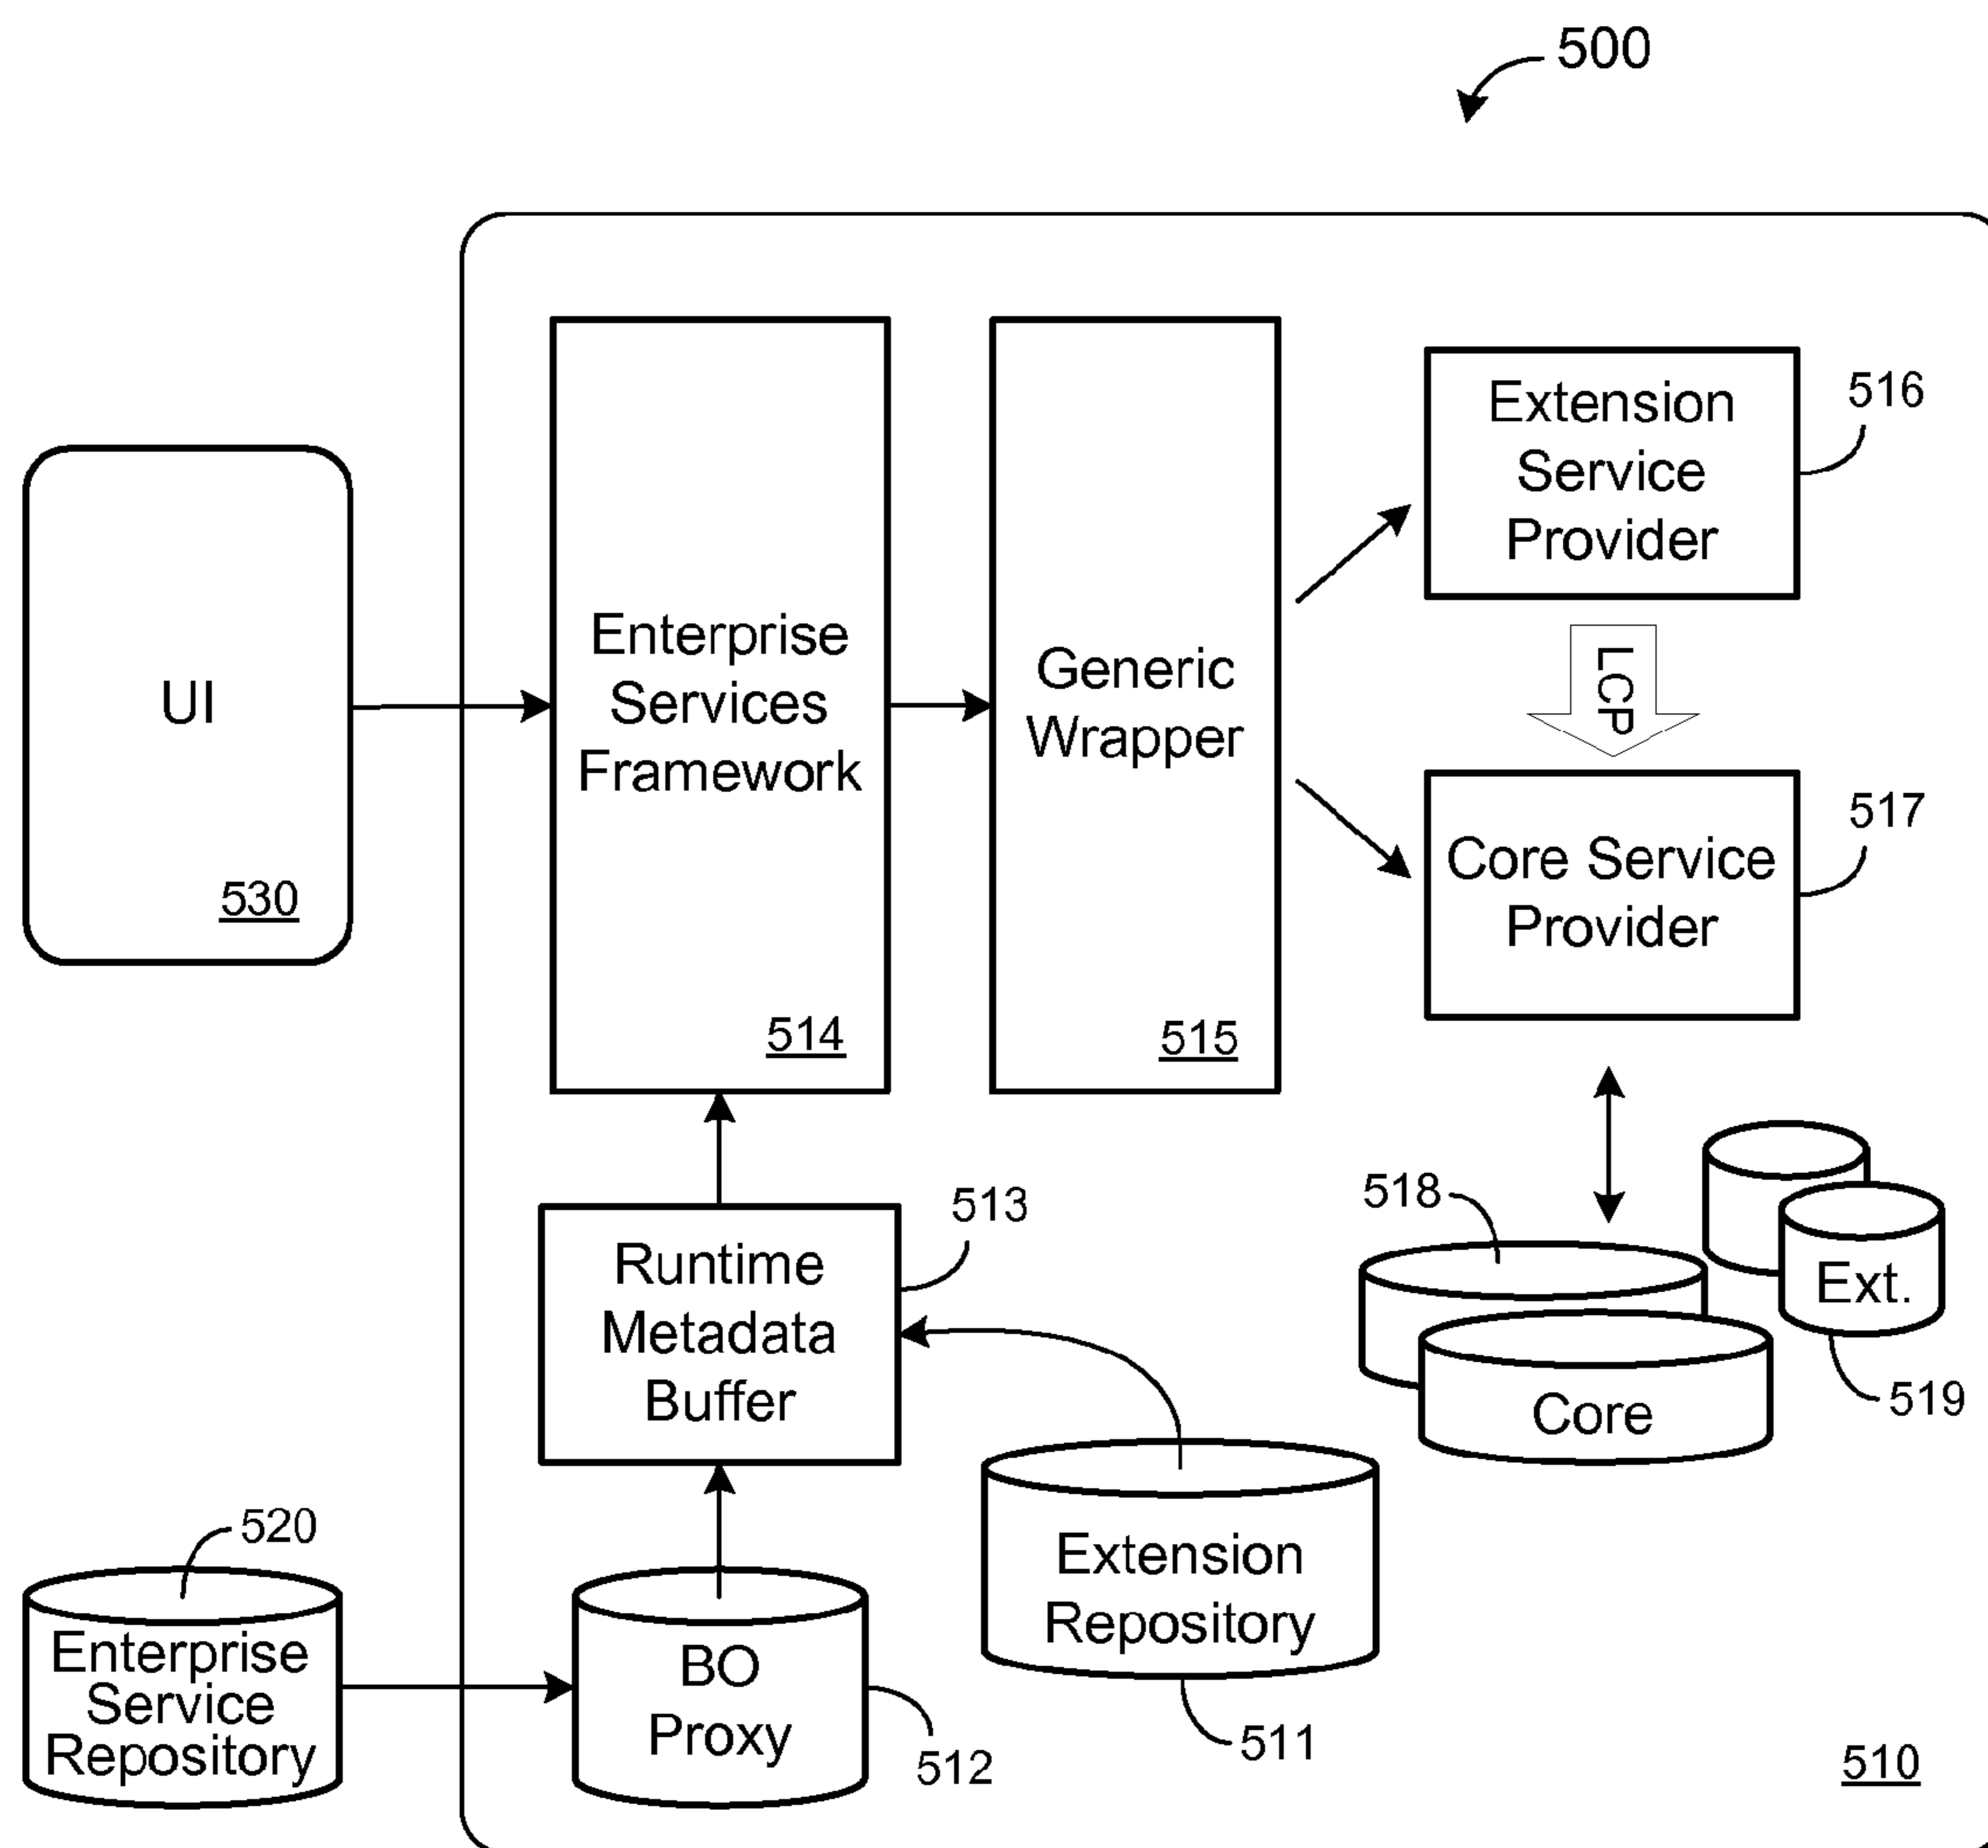 500
Extension
Service
Provider
516
Enterprise
Services
Framework
514
Generic
Wrapper
515
UI
530
LCP
Core Service
Provider
517
518
Ext.
519
Core
Runtime
Metadata
Buffer
513
520
Enterprise
Service
Repository
BO
Proxy
512
Extension
Repository
511
510